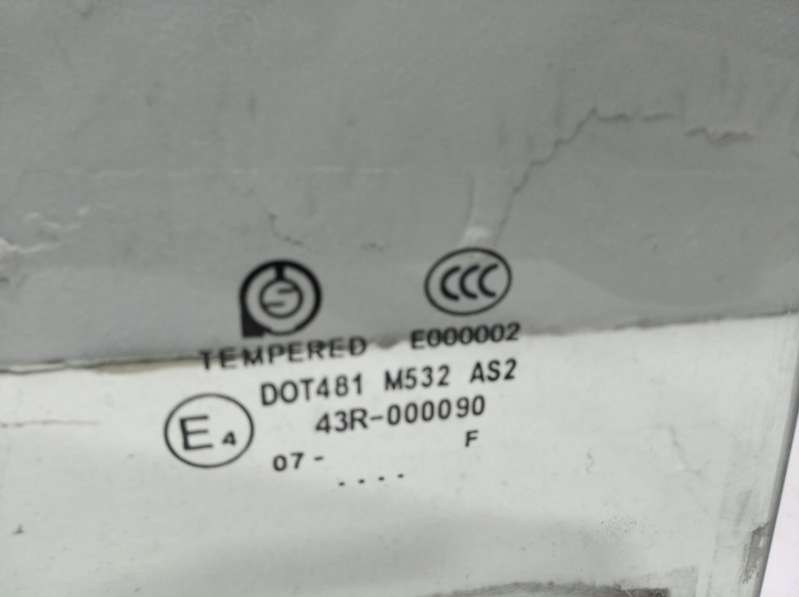 S CCC
TEMPERED E000002
DOT481 M532 AS2
E4 43R-000090
07- F
....